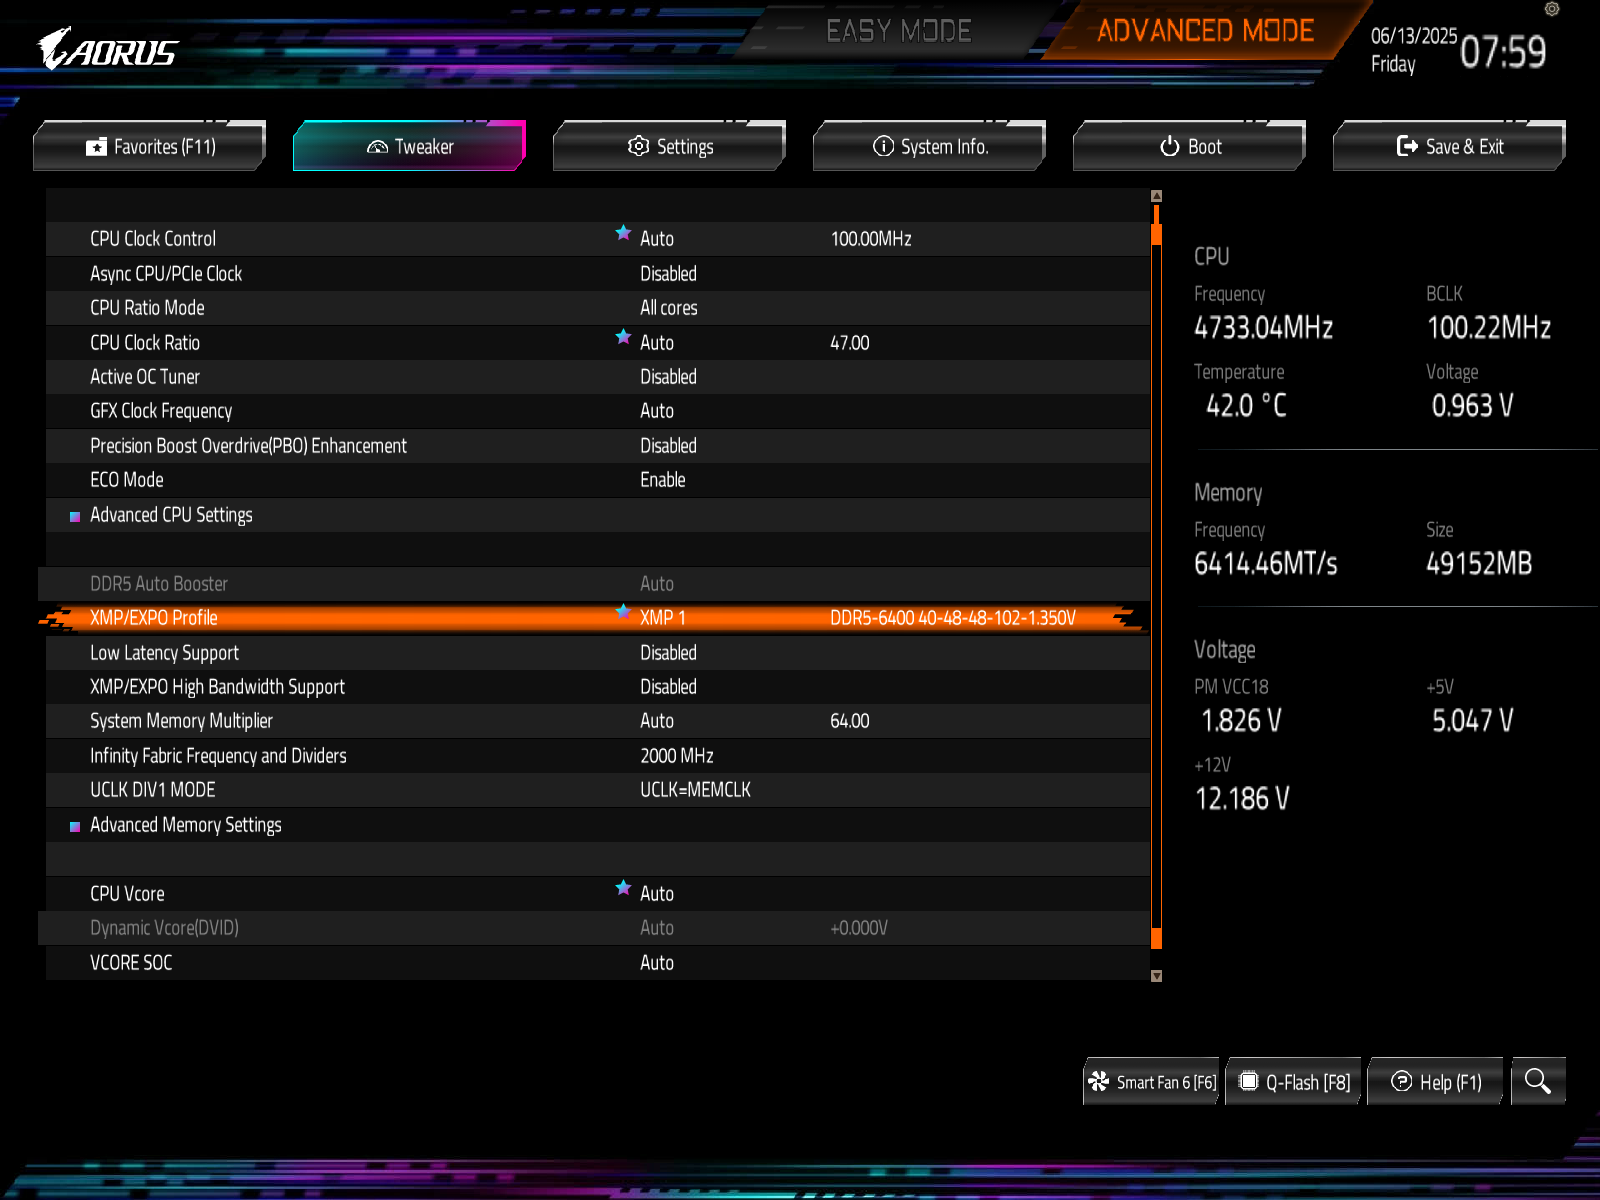 AORUS
EASY MODE
ADVANCED MODE
06/13/2025
Friday
07:59
Favorites (F11)
Tweaker
Settings
System Info.
Boot
Save & Exit
CPU Clock Control Auto 100.00MHz
Async CPU/PCIe Clock Disabled
CPU Ratio Mode All cores
CPU Clock Ratio Auto 47.00
Active OC Tuner Disabled
GFX Clock Frequency Auto
Precision Boost Overdrive(PBO) Enhancement Disabled
ECO Mode Enable
Advanced CPU Settings
DDR5 Auto Booster Auto
XMP/EXPO Profile XMP 1 DDR5-6400 40-48-48-102-1.350V
Low Latency Support Disabled
XMP/EXPO High Bandwidth Support Disabled
System Memory Multiplier Auto 64.00
Infinity Fabric Frequency and Dividers 2000 MHz
UCLK DIV1 MODE UCLK=MEMCLK
Advanced Memory Settings
CPU Vcore Auto
Dynamic Vcore(DVID) Auto +0.000V
VCORE SOC Auto
CPU
Frequency BCLK
4733.04MHz 100.22MHz
Temperature Voltage
42.0 °C 0.963 V
Memory
Frequency Size
6414.46MT/s 49152MB
Voltage
PM VCC18 +5V
1.826 V 5.047 V
+12V
12.186 V
Smart Fan 6 [F6]
Q-Flash [F8]
Help (F1)